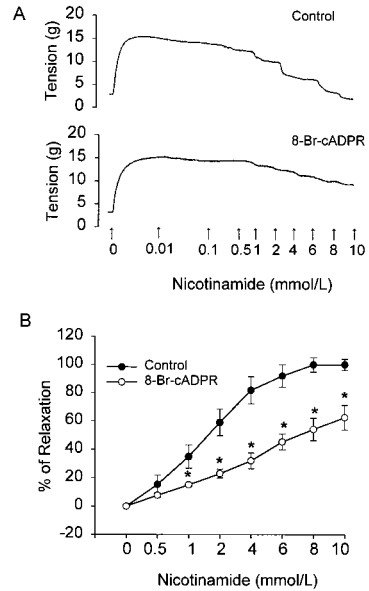 A
Control
Tension (g)
20
15
10
5
0
8-Br-cADPR
Tension (g)
20
15
10
5
0
↑ ↑ ↑ ↑ ↑ ↑ ↑ ↑ ↑ ↑
0 0.01 0.1 0.5 1 2 4 6 8 10
Nicotinamide (mmol/L)
B
% of Relaxation
120
100
80
60
40
20
0
-20
Control
8-Br-cADPR
* * * * * * *
0 0.5 1 2 4 6 8 10
Nicotinamide (mmol/L)